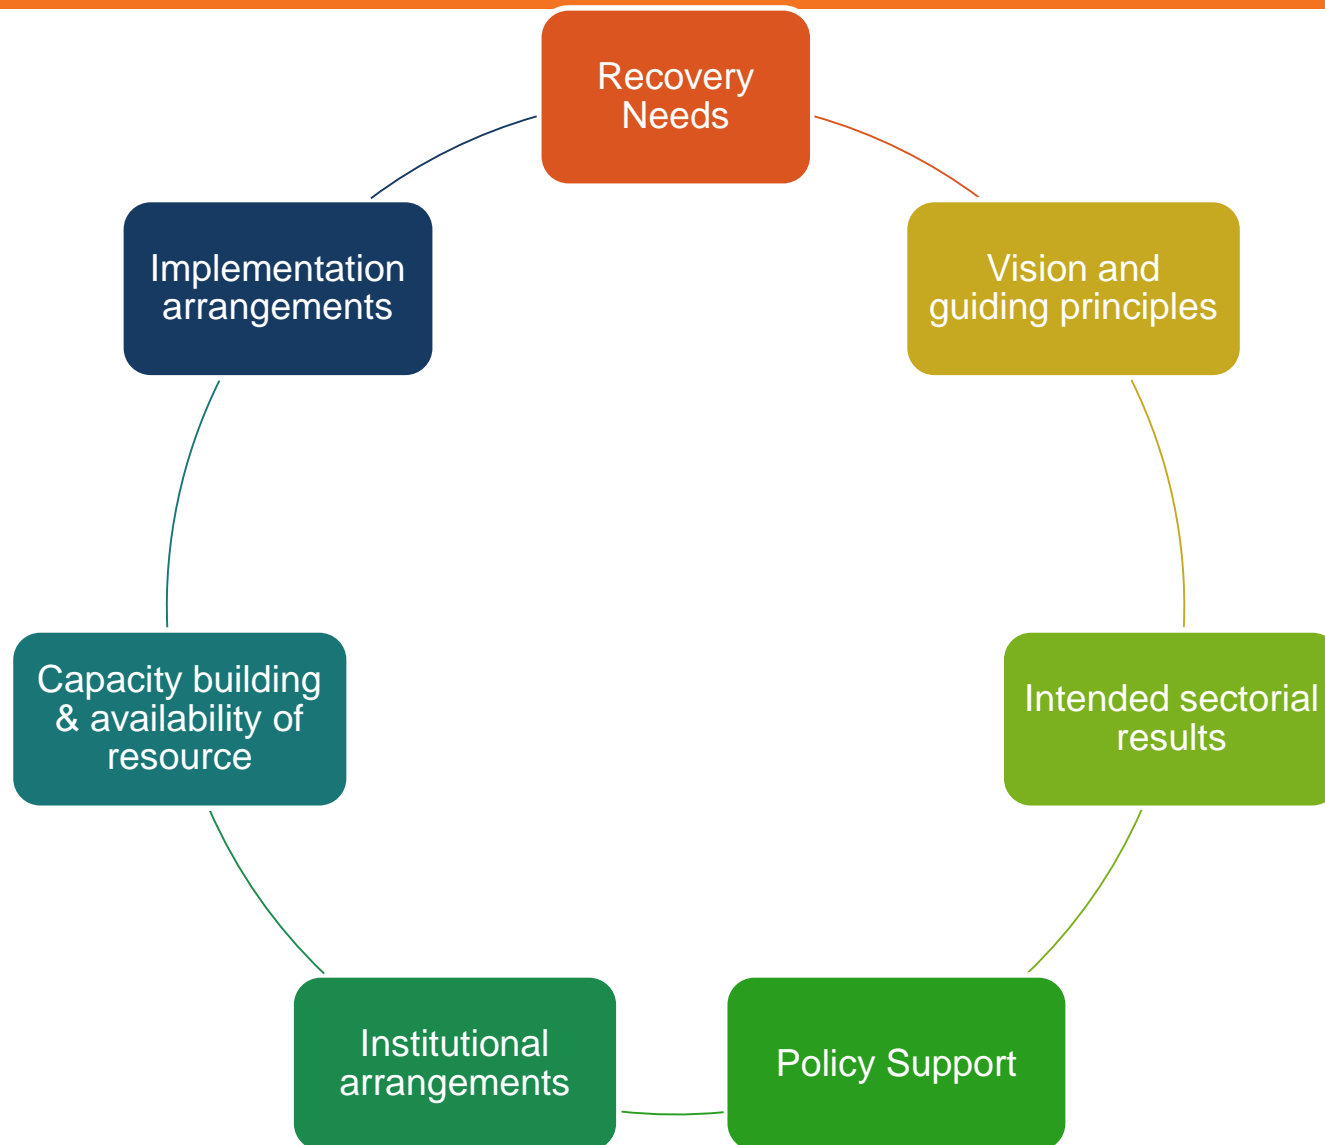 Recovery
Needs
Vision and
guiding principles
Intended sectorial
results
Policy Support
Institutional
arrangements
Capacity building
& availability of
resource
Implementation
arrangements